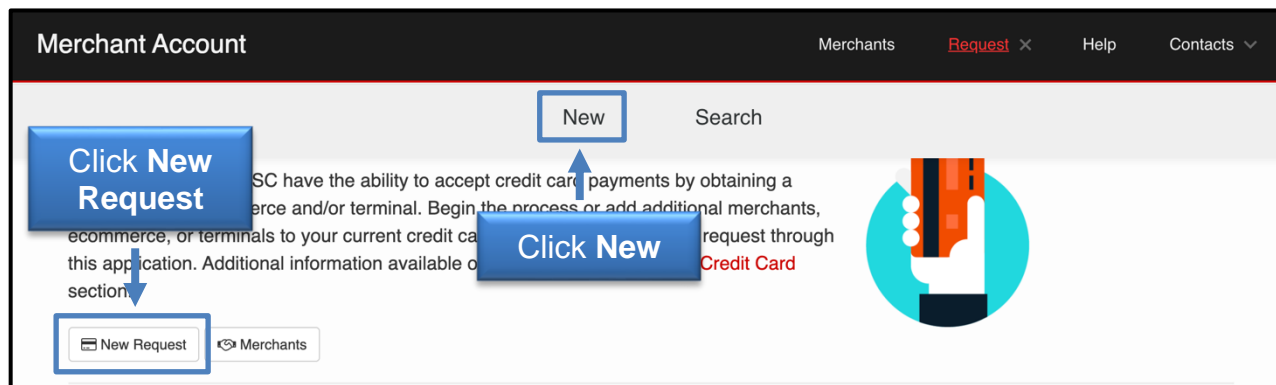 Merchant Account Merchants Request Help Contacts
New Search
Click New
Request
SC have the ability to accept credit card payments by obtaining a
erce and/or terminal. Begin the process or add additional merchants,
ecommerce, or terminals to your current credit ca request through
Click New
this application. Additional information available o Credit Card
section.
New Request Merchants